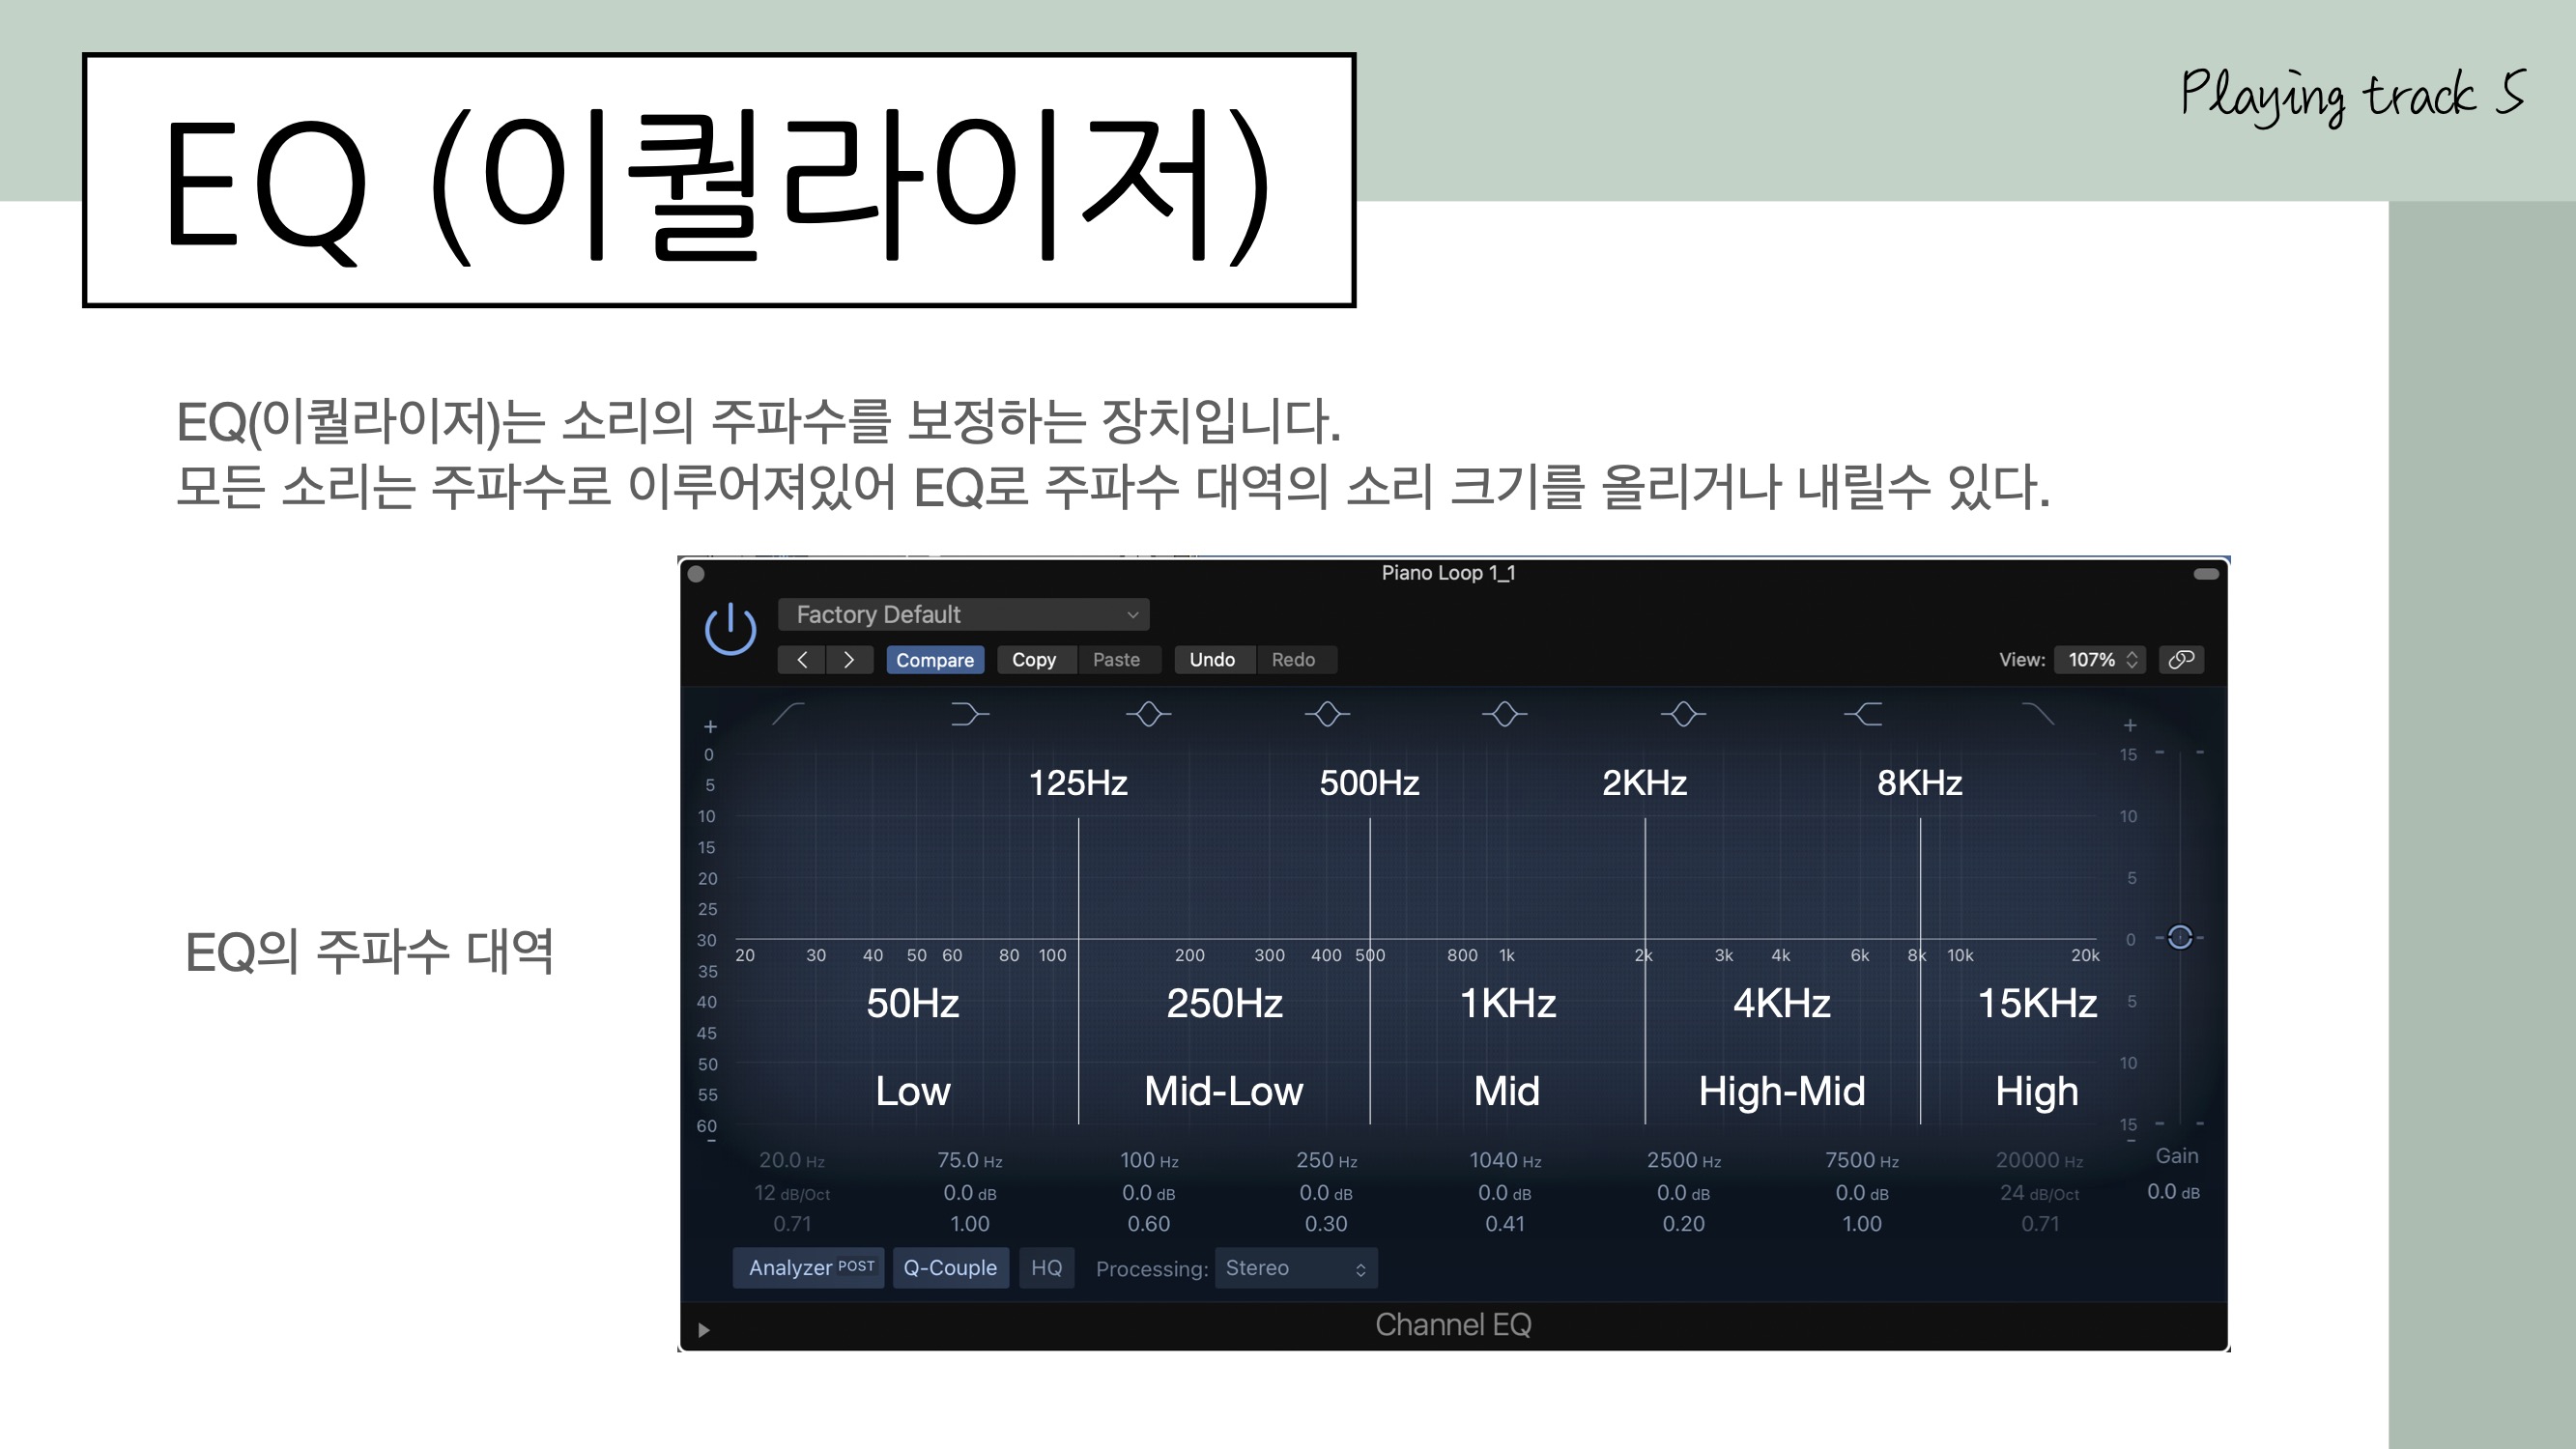 Playing track 5
EQ (이퀄라이저)
EQ(이퀄라이저)는 소리의 주파수를 보정하는 장치입니다.
모든 소리는 주파수로 이루어져있어 EQ로 주파수 대역의 소리 크기를 올리거나 내릴수 있다.
EQ의 주파수 대역
Piano Loop 1_1
Factory Default
Compare Copy Paste Undo Redo View: 107%
+ +
0 15
125Hz 500Hz 2KHz 8KHz
5
10 10
15
20 5
25
30 0
20 30 40 50 60 80 100 200 300 400 500 800 1k 2k 3k 4k 6k 8k 10k 20k
35
50Hz 250Hz 1KHz 4KHz 15KHz
40 5
45
50 10
Low Mid-Low Mid High-Mid High
55
60 15
- -
20.0 Hz 75.0 Hz 100 Hz 250 Hz 1040 Hz 2500 Hz 7500 Hz 20000 Hz Gain
12 dB/Oct 0.0 dB 0.0 dB 0.0 dB 0.0 dB 0.0 dB 0.0 dB 24 dB/Oct 0.0 dB
0.71 1.00 0.60 0.30 0.41 0.20 1.00 0.71
Analyzer POST Q-Couple HQ Processing: Stereo
Channel EQ